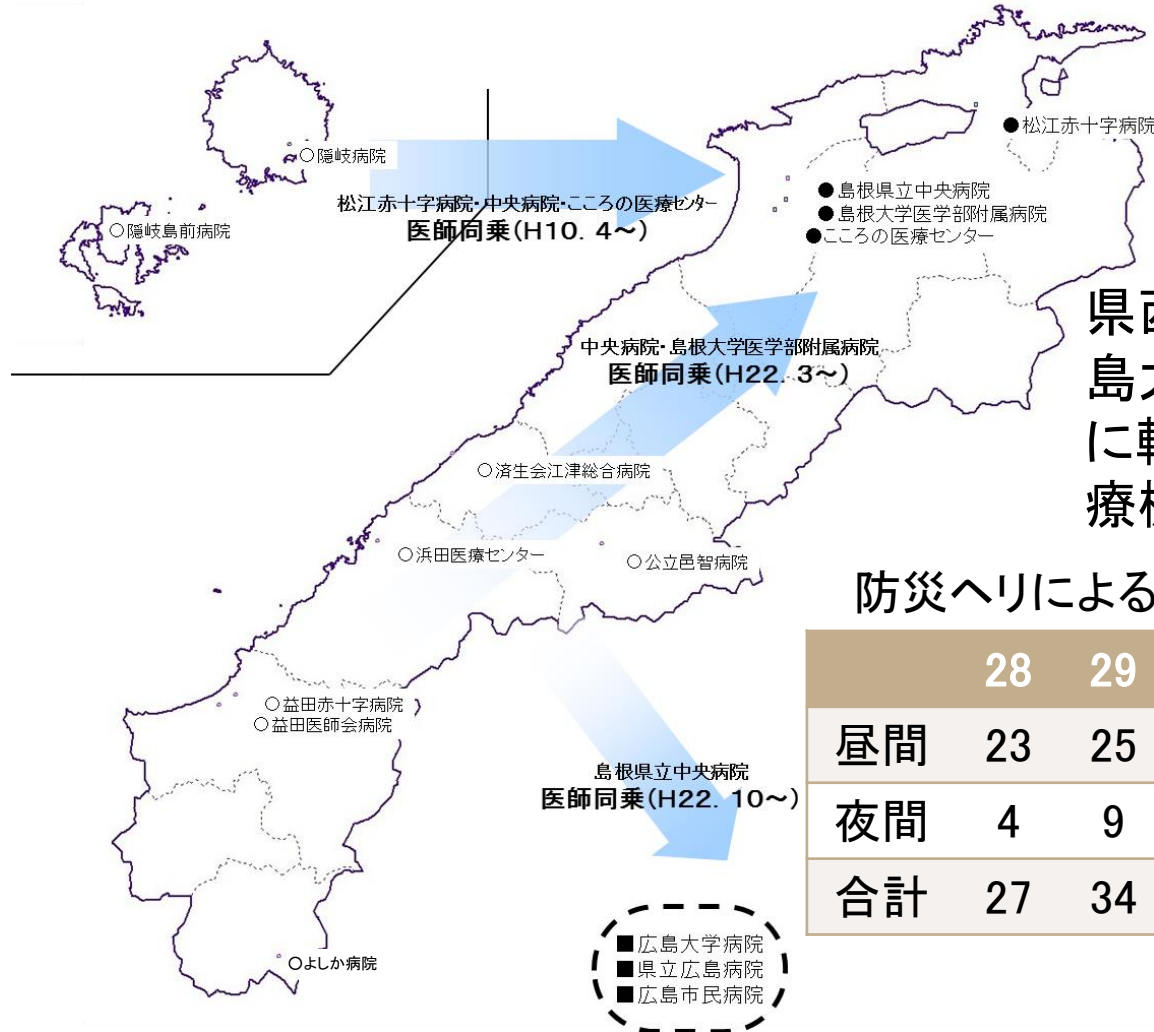 ●松江赤十字病院
○隠岐病院
●島根県立中央病院
松江赤十字病院・中央病院・こころの医療センター
●島根大学医学部附属病院
○隠岐島前病院
医師同乗(H10. 4～)
●こころの医療センター
県
島
に
療
中央病院・島根大学医学部附属病院
医師同乗(H22. 3～)
○済生会江津総合病院
○浜田医療センター
○公立邑智病院
防災ヘリによる
28 29
昼間 23 25
夜間 4 9
合計 27 34
○益田赤十字病院
○益田医師会病院
島根県立中央病院
医師同乗(H22. 10～)
○よしか病院
■広島大学病院
■県立広島病院
■広島市民病院